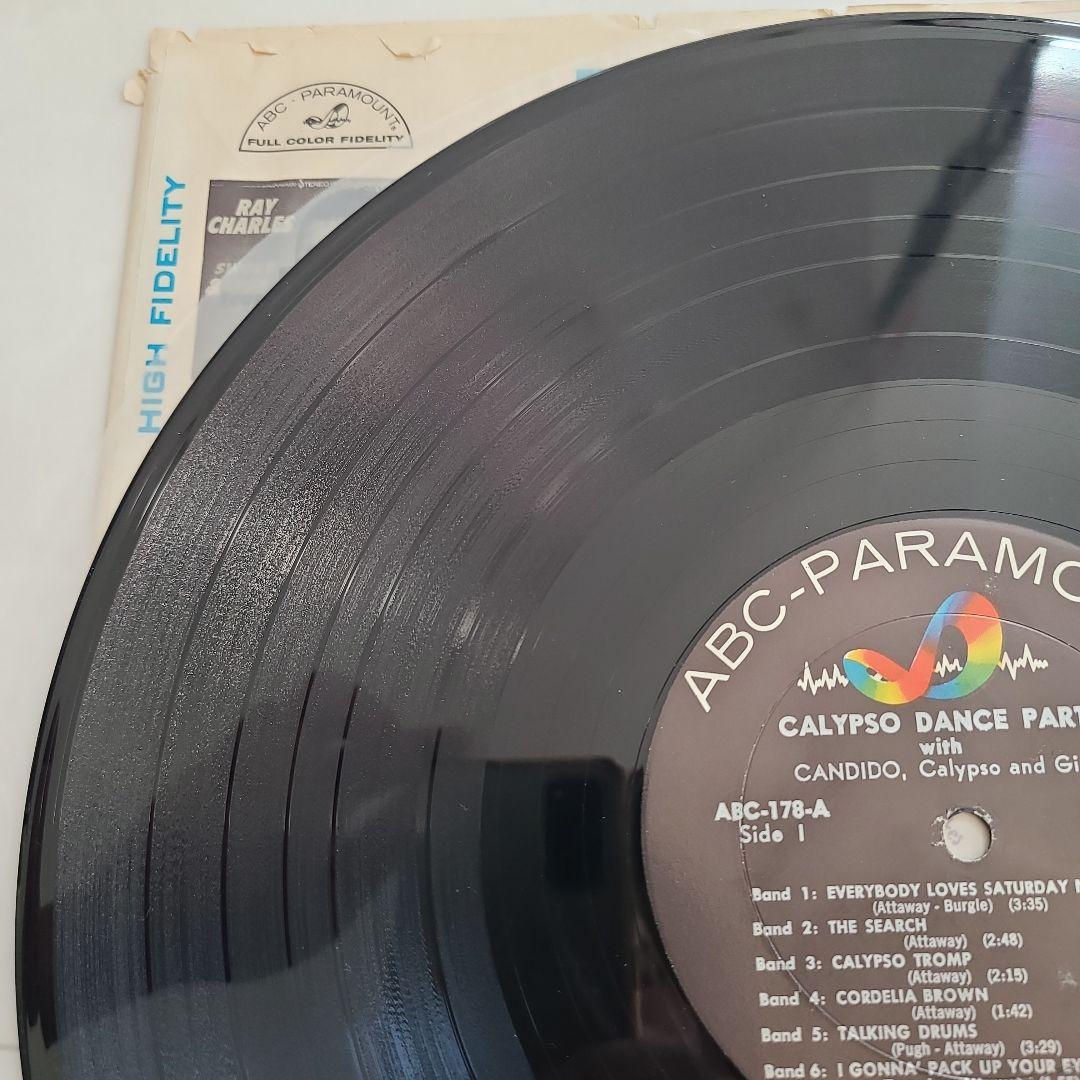 ABC - PARAMOUNT
FULL COLOR FIDELITY
HIGH FIDELITY
STEREO
RAY
CHARLES
ABC-PARAMO
CALYPSO DANCE PART
with
CANDIDO, Calypso and Gi
ABC-178-A
Side 1
Band 1: EVERYBODY LOVES SATURDAY N
(Attaway - Burgle) (3:35)
Band 2: THE SEARCH
(Attaway) (2:48)
Band 3: CALYPSO TROMP
(Attaway) (2:15)
Band 4: CORDELIA BROWN
(Attaway) (1:42)
Band 5: TALKING DRUMS
(Pugh - Attaway) (3:29)
Band 6: I GONNA' PACK UP YOUR EY